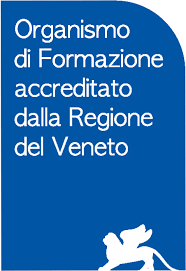 Organismo
di Formazione
accreditato
dalla Regione
del Veneto